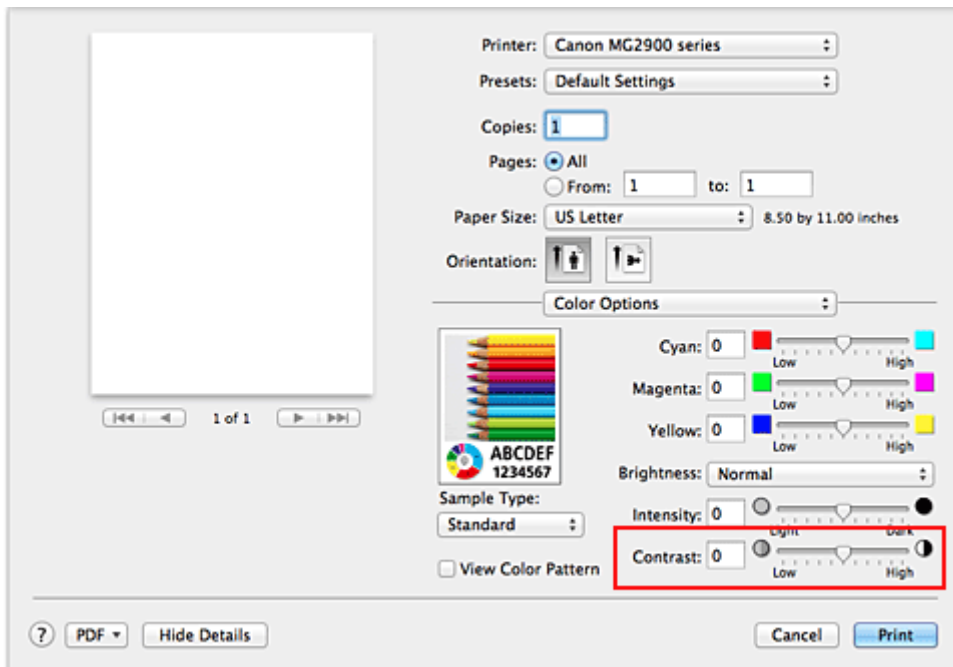 Printer: Canon MG2900 series
Presets: Default Settings
Copies: 1
Pages: All
From: 1 to: 1
Paper Size: US Letter 8.50 by 11.00 inches
Orientation:
Color Options
1 of 1
ABCDEF
1234567
Sample Type:
Standard
View Color Pattern
Cyan: 0
Low High
Magenta: 0
Low High
Yellow: 0
Low High
Brightness: Normal
Intensity: 0
Light Dark
Contrast: 0
Low High
? PDF Hide Details Cancel Print